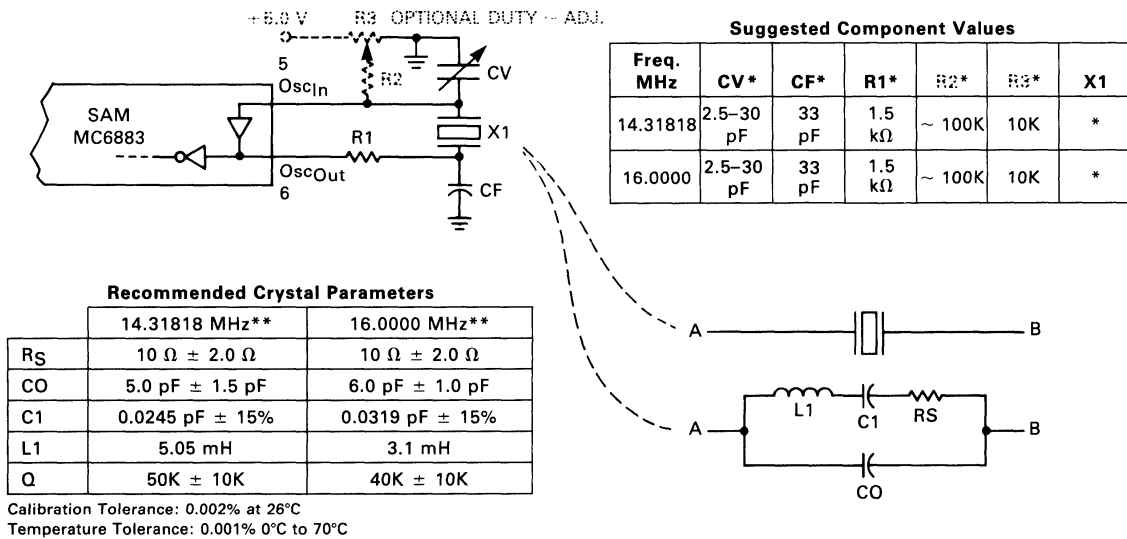 +5.0 V R3 OPTIONAL DUTY ~ ADJ.
5
OscIn
R2
CV
SAM
MC6883
R1
X1
OscOut
6
CF
Suggested Component Values
Freq. MHz CV* CF* R1* R2* R3* X1
14.31818 2.5–30 pF 33 pF 1.5 kΩ ~ 100K 10K *
16.0000 2.5–30 pF 33 pF 1.5 kΩ ~ 100K 10K *
Recommended Crystal Parameters
14.31818 MHz** 16.0000 MHz**
RS 10 Ω ± 2.0 Ω 10 Ω ± 2.0 Ω
CO 5.0 pF ± 1.5 pF 6.0 pF ± 1.0 pF
C1 0.0245 pF ± 15% 0.0319 pF ± 15%
L1 5.05 mH 3.1 mH
Q 50K ± 10K 40K ± 10K
Calibration Tolerance: 0.002% at 26°C
Temperature Tolerance: 0.001% 0°C to 70°C
A B
L1 C1 RS
A B
CO